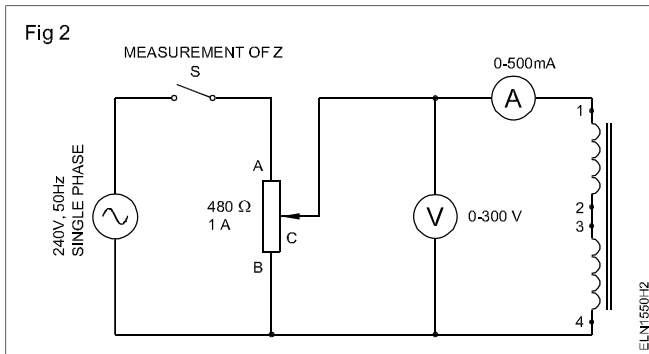 Fig 2
MEASUREMENT OF Z
S
0-500mA
A
1
A
240V, 50Hz
SINGLE PHASE
480 Ω
1 A
C
V
0-300 V
2
3
B
4
ELN1550H2